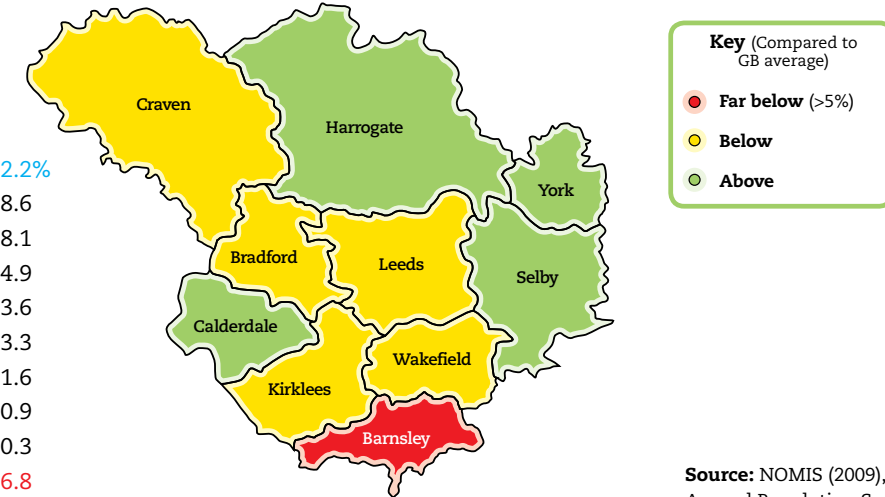 2.2%
8.6
8.1
4.9
3.6
3.3
1.6
0.9
0.3
6.8
Craven
Harrogate
York
Bradford
Leeds
Selby
Calderdale
Wakefield
Kirklees
Barnsley
Key (Compared to
GB average)
Far below (>5%)
Below
Above
Source: NOMIS (2009),